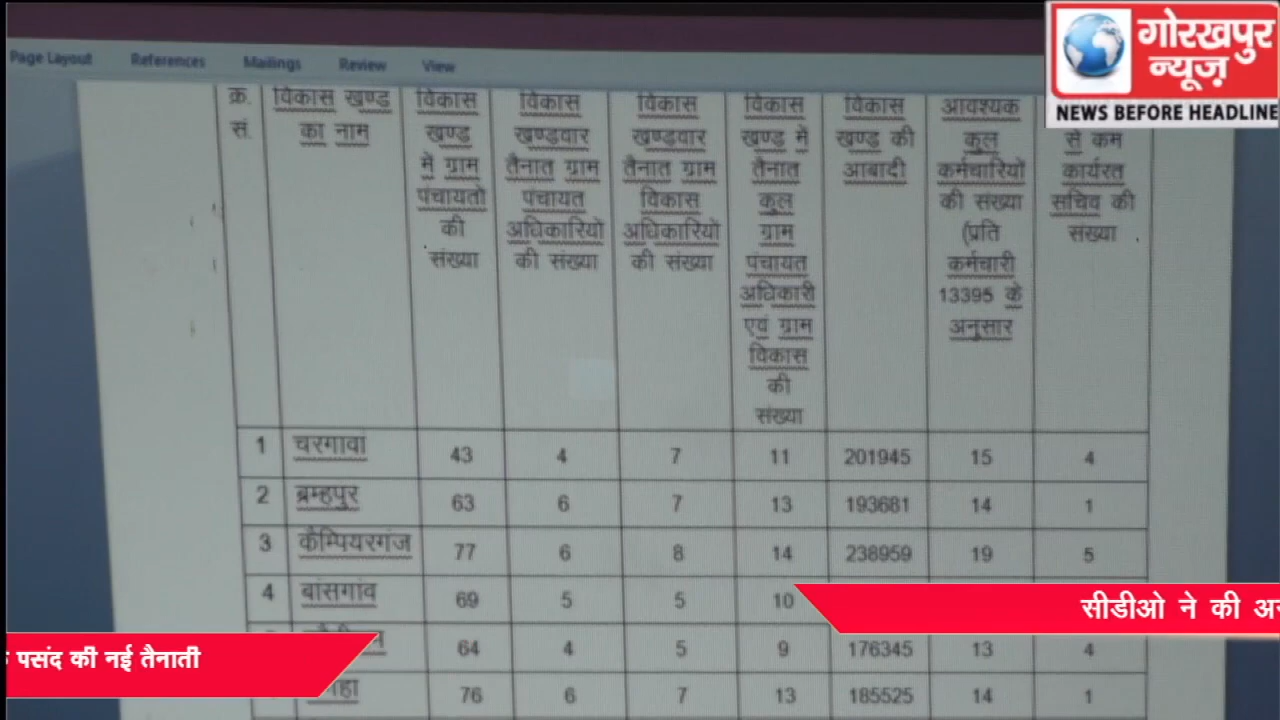 गोरखपुर
न्यूज़
NEWS BEFORE HEADLINE
Page Layout References Mailings Review View
क्र. सं.
विकास खण्ड का नाम
विकास खण्ड में ग्राम पंचायतो की संख्या
विकास खण्डवार तैनात ग्राम पंचायत अधिकारियों की संख्या
विकास खण्डवार तैनात ग्राम विकास अधिकारियों की संख्या
विकास खण्ड में तैनात कुल ग्राम पंचायत अधिकारी एवं ग्राम विकास की संख्या
विकास खण्ड की आबादी
आवश्यक कुल कर्मचारियों की संख्या (प्रति कर्मचारी 13395 के अनुसार
से कम कार्यरत सचिव की संख्या
1 चरगावां 43 4 7 11 201945 15 4
2 ब्रम्हपुर 63 6 7 13 193681 14 1
3 कैम्पियरगंज 77 6 8 14 238959 19 5
4 बांसगांव 69 5 5 10
सीडीओ ने की
64 4 5 9 176345 13 4
पसंद की नई तैनाती
76 6 7 13 185525 14 1